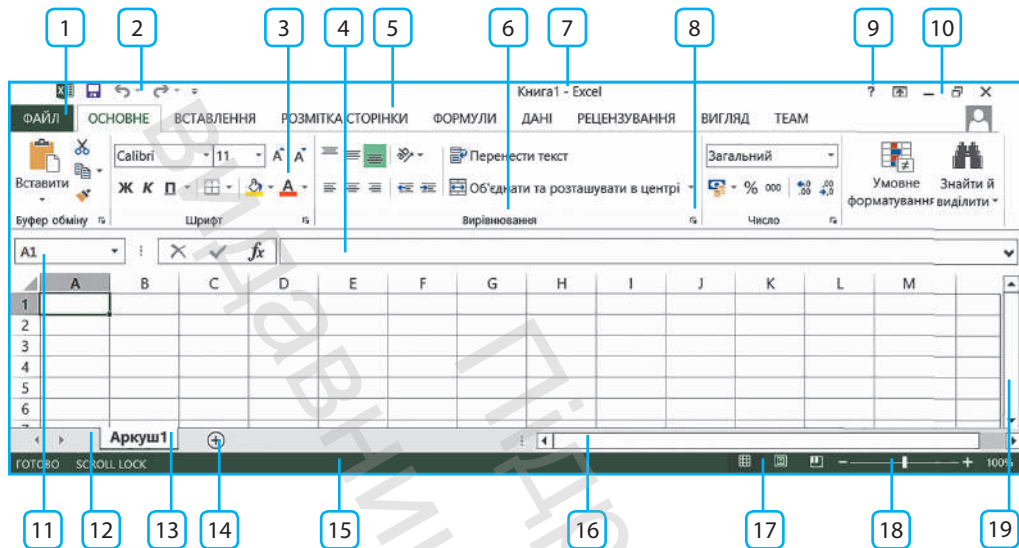 1 2 3 4 5 6 7 8 9 10
Книга1 - Excel ?
ФАЙЛ ОСНОВНЕ ВСТАВЛЕННЯ РОЗМІТКА СТОРІНКИ ФОРМУЛИ ДАНІ РЕЦЕНЗУВАННЯ ВИГЛЯД TEAM
Calibri 11 A A Перенести текст Загальний
Вставити Ж К П A Об'єднати та розташувати в центрі % 000 Умовне форматування Знайти й виділити
Буфер обміну Шрифт Вирівнювання Число
A1 fx
A B C D E F G H I J K L M
1
2
3
4
5
6
7
Аркуш1
ГОТОВО SCROLL LOCK 100%
11 12 13 14 15 16 17 18 19
Видавни
Підр